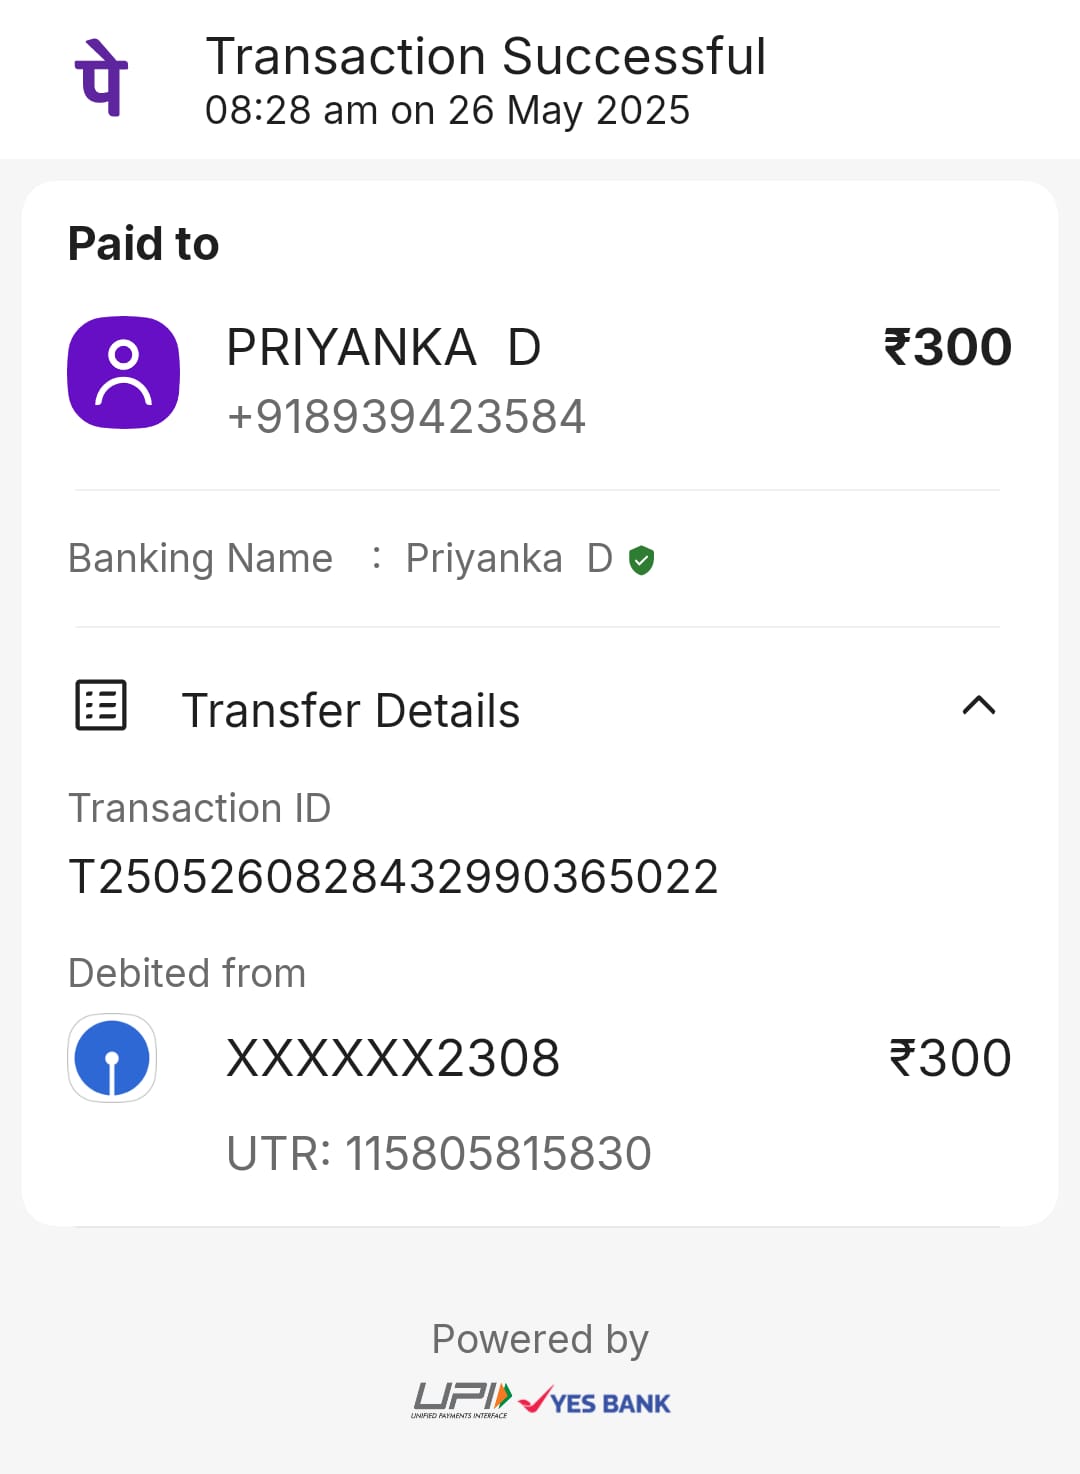 पे
Transaction Successful
08:28 am on 26 May 2025
Paid to
PRIYANKA D ₹300
+918939423584
Banking Name : Priyanka D
Transfer Details
Transaction ID
T2505260828432990365022
Debited from
XXXXXX2308 ₹300
UTR: 115805815830
Powered by
UPI YES BANK
UNIFIED PAYMENTS INTERFACE